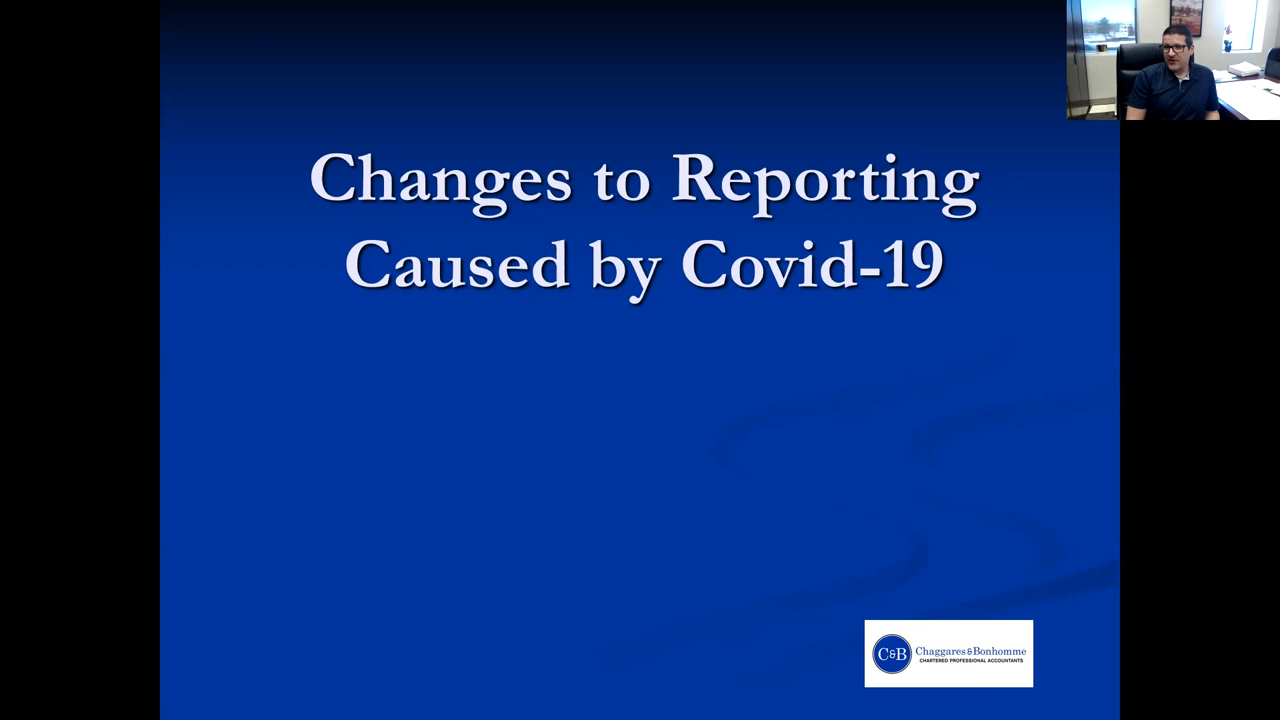 Changes to Reporting
Caused by Covid-19
C&B
Chaggares & Bonhomme
CHARTERED PROFESSIONAL ACCOUNTANTS